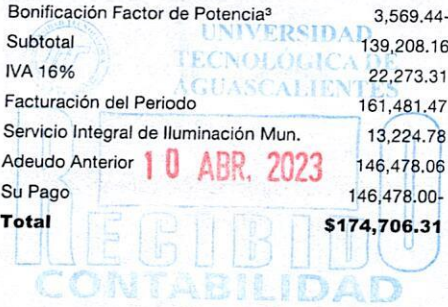 Bonificación Factor de Potencia³ 3,569.44-
Subtotal 139,208.16
IVA 16% 22,273.31
Facturación del Periodo 161,481.47
Servicio Integral de Iluminación Mun. 13,224.78
Adeudo Anterior 146,478.06
Su Pago 146,478.00-
Total $174,706.31
UNIVERSIDAD
TECNOLÓGICA DE
AGUASCALIENTES
10 ABR. 2023
RECIBIDO
CONTABILIDAD